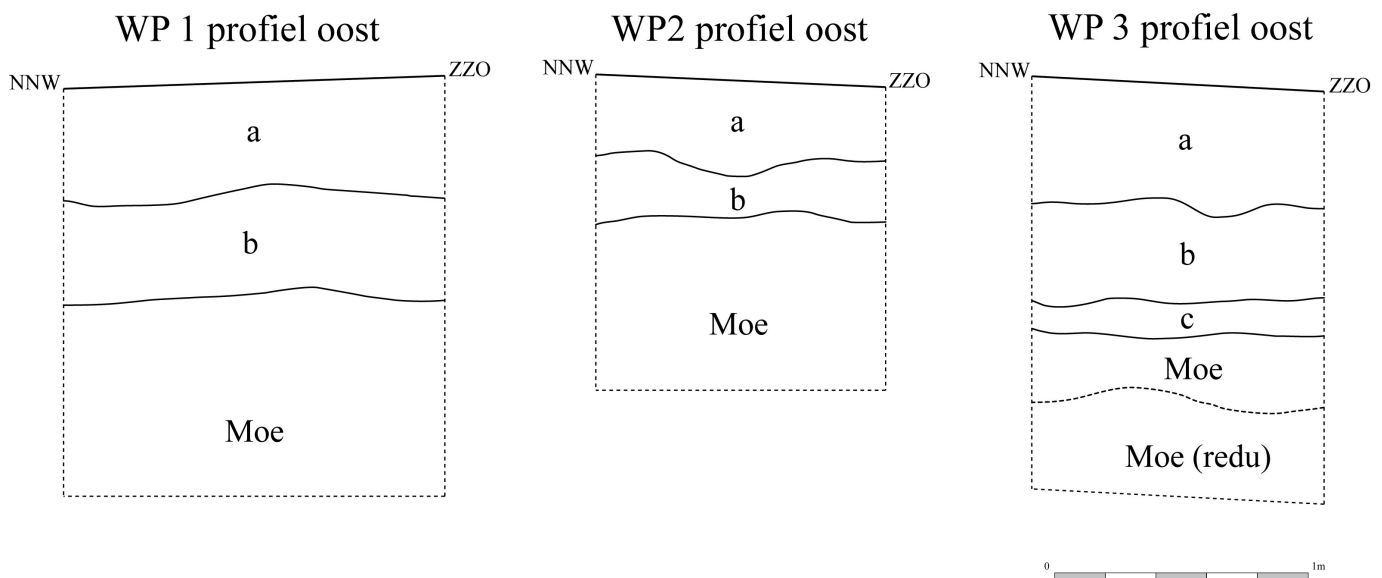 WP 1 profiel oost
NNW
ZZO
a
b
Moe
WP2 profiel oost
NNW
ZZO
a
b
Moe
WP 3 profiel oost
NNW
ZZO
a
b
c
Moe
Moe (redu)
0 1m